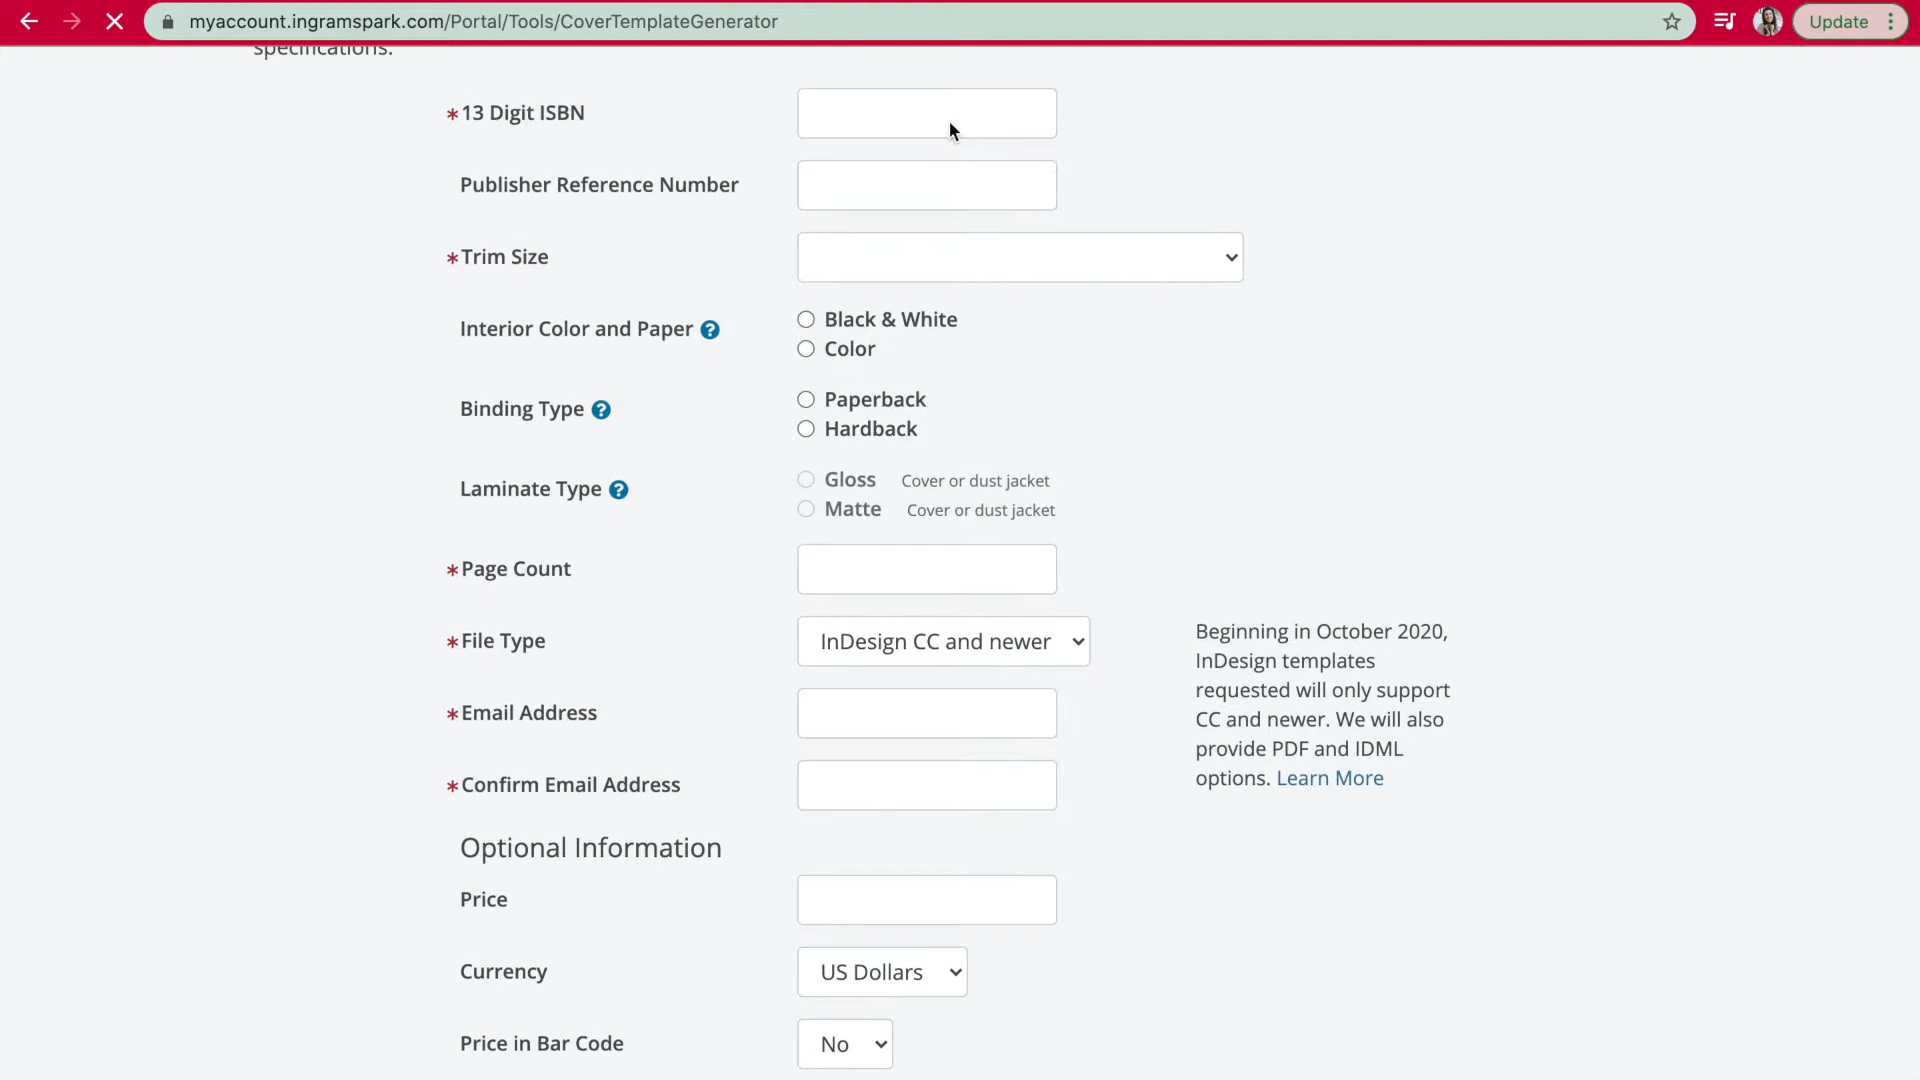 myaccount.ingramspark.com/Portal/Tools/CoverTemplateGenerator
Update
specifications.
*13 Digit ISBN
Publisher Reference Number
*Trim Size
Interior Color and Paper ?
Black & White
Color
Binding Type ?
Paperback
Hardback
Laminate Type ?
Gloss Cover or dust jacket
Matte Cover or dust jacket
*Page Count
*File Type
InDesign CC and newer
Beginning in October 2020,
InDesign templates
requested will only support
CC and newer. We will also
provide PDF and IDML
options. Learn More
*Email Address
*Confirm Email Address
Optional Information
Price
Currency
US Dollars
Price in Bar Code
No